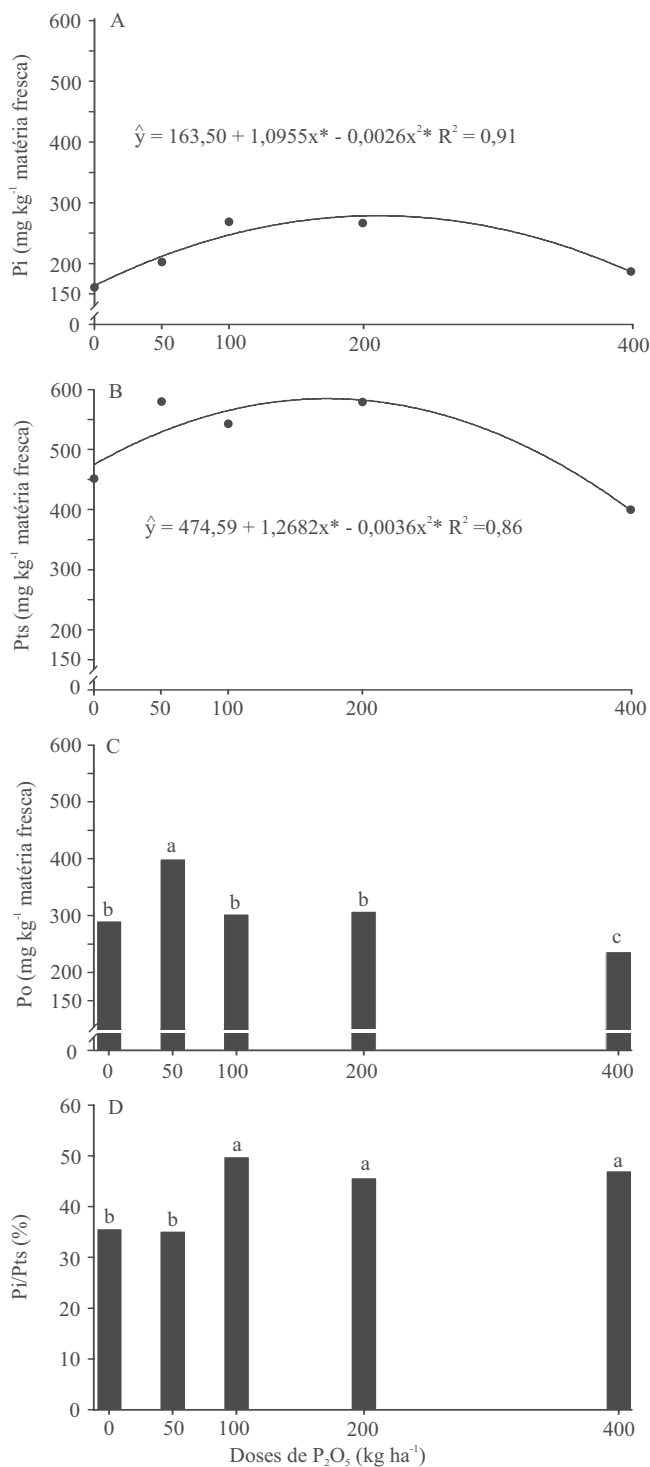 A
600
500
400
300
200
150
0
Pi (mg kg⁻¹ matéria fresca)
ŷ = 163,50 + 1,0955x* - 0,0026x²* R² = 0,91
0 50 100 200 400
B
600
500
400
300
200
150
0
Pts (mg kg⁻¹ matéria fresca)
ŷ = 474,59 + 1,2682x* - 0,0036x²* R² =0,86
0 50 100 200 400
C
600
500
400
300
200
150
0
Po (mg kg⁻¹ matéria fresca)
b a b b c
0 50 100 200 400
D
60
50
40
30
20
10
0
Pi/Pts (%)
b b a a a
0 50 100 200 400
Doses de P₂O₅ (kg ha⁻¹)